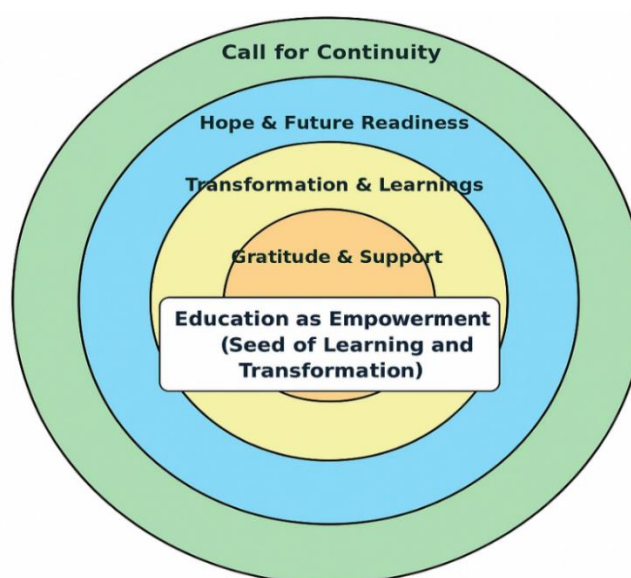 Call for Continuity
Hope & Future Readiness
Transformation & Learnings
Gratitude & Support
Education as Empowerment
(Seed of Learning and
Transformation)